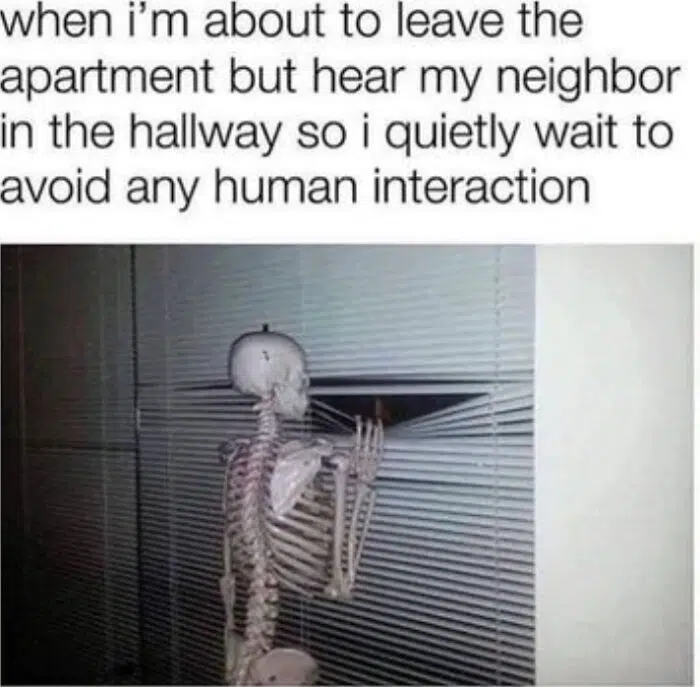 when i'm about to leave the
apartment but hear my neighbor
in the hallway so i quietly wait to
avoid any human interaction